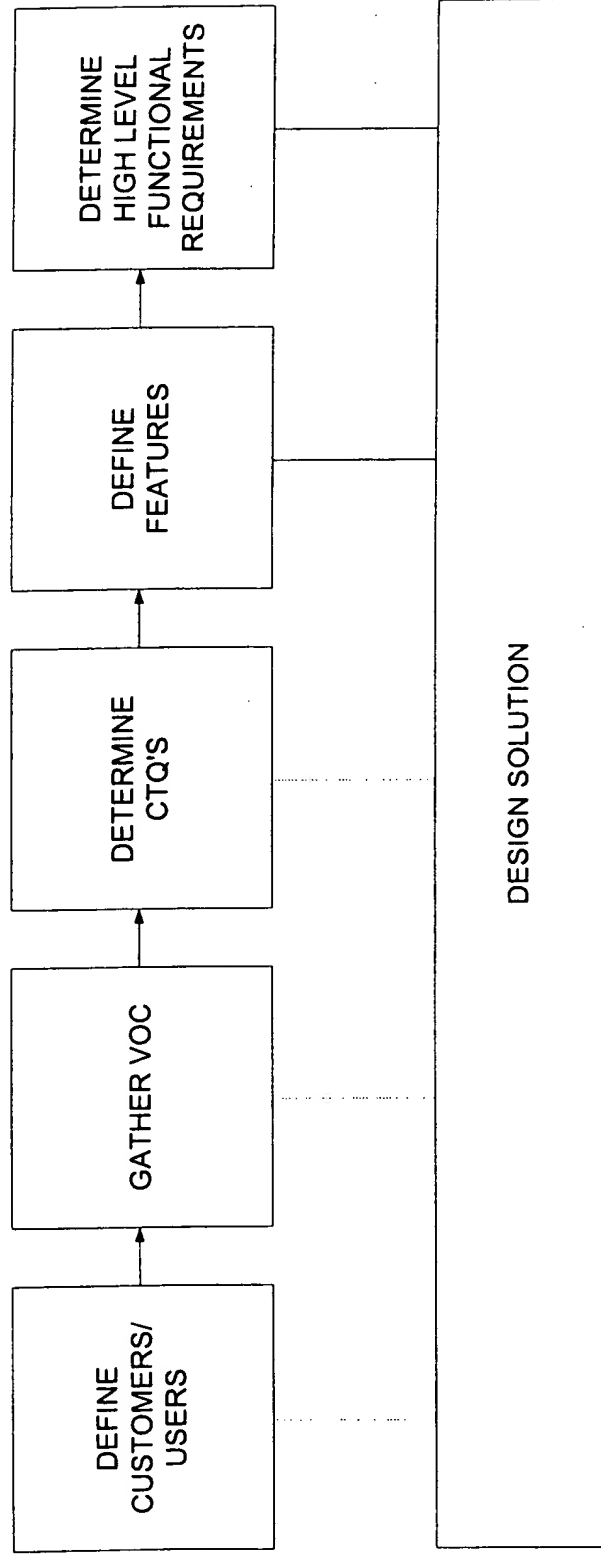 DEFINE
CUSTOMERS/
USERS
GATHER VOC
DETERMINE
CTQ'S
DEFINE
FEATURES
DETERMINE
HIGH LEVEL
FUNCTIONAL
REQUIREMENTS
DESIGN SOLUTION